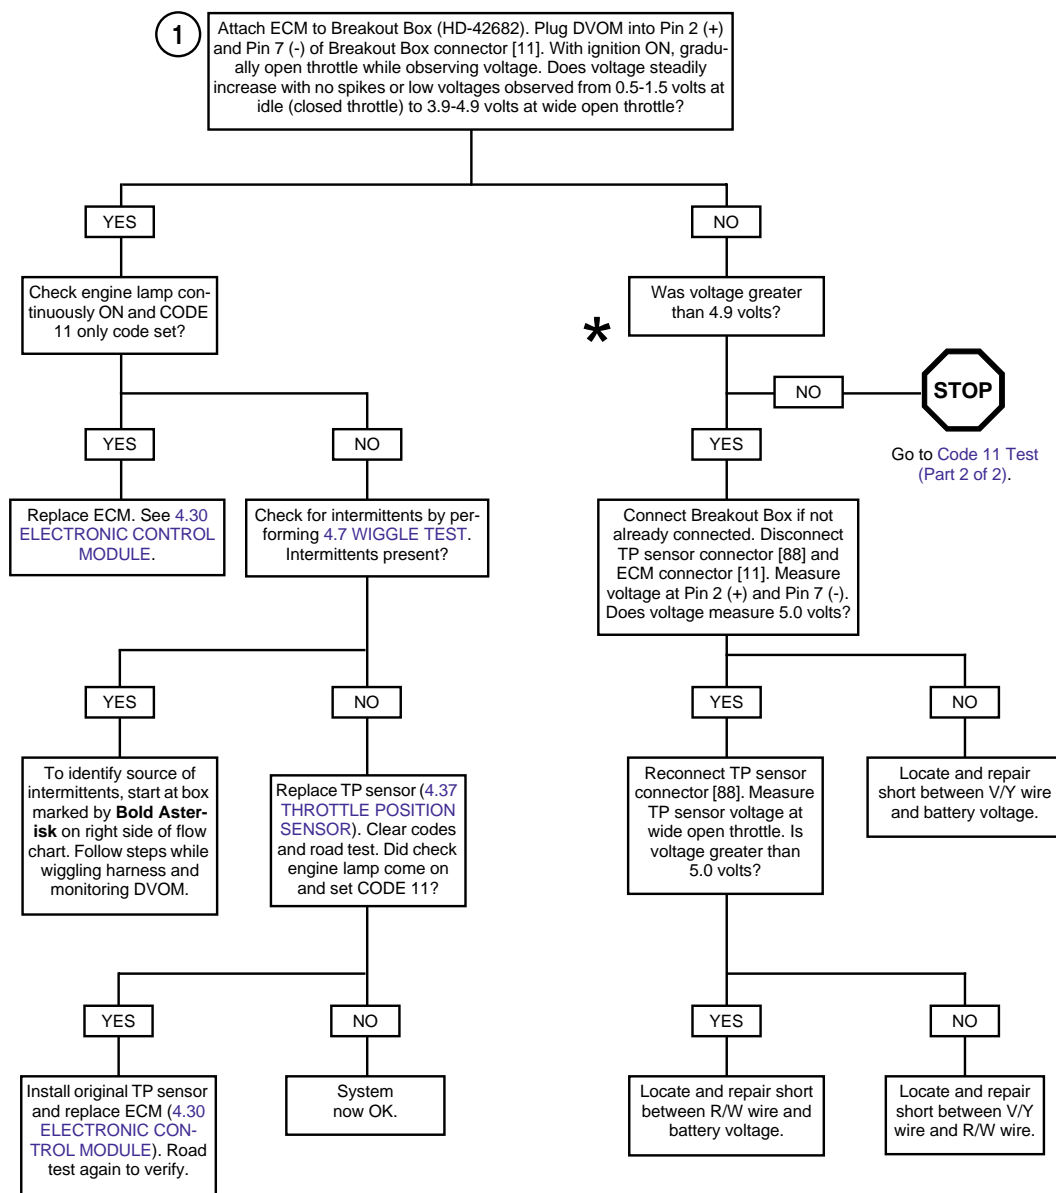 1
Attach ECM to Breakout Box (HD-42682). Plug DVOM into Pin 2 (+)
and Pin 7 (-) of Breakout Box connector [11]. With ignition ON, gradu-
ally open throttle while observing voltage. Does voltage steadily
increase with no spikes or low voltages observed from 0.5-1.5 volts at
idle (closed throttle) to 3.9-4.9 volts at wide open throttle?
YES
NO
Check engine lamp con-
tinuously ON and CODE
11 only code set?
*
Was voltage greater
than 4.9 volts?
NO
STOP
Go to Code 11 Test
(Part 2 of 2).
YES
NO
YES
Replace ECM. See 4.30
ELECTRONIC CONTROL
MODULE.
Check for intermittents by per-
forming 4.7 WIGGLE TEST.
Intermittents present?
Connect Breakout Box if not
already connected. Disconnect
TP sensor connector [88] and
ECM connector [11]. Measure
voltage at Pin 2 (+) and Pin 7 (-).
Does voltage measure 5.0 volts?
YES
NO
YES
NO
To identify source of
intermittents, start at box
marked by Bold Aster-
isk on right side of flow
chart. Follow steps while
wiggling harness and
monitoring DVOM.
Replace TP sensor (4.37
THROTTLE POSITION
SENSOR). Clear codes
and road test. Did check
engine lamp come on
and set CODE 11?
Reconnect TP sensor
connector [88]. Measure
TP sensor voltage at
wide open throttle. Is
voltage greater than
5.0 volts?
Locate and repair
short between V/Y wire
and battery voltage.
YES
NO
YES
NO
Install original TP sensor
and replace ECM (4.30
ELECTRONIC CON-
TROL MODULE). Road
test again to verify.
System
now OK.
Locate and repair short
between R/W wire and
battery voltage.
Locate and repair
short between V/Y
wire and R/W wire.